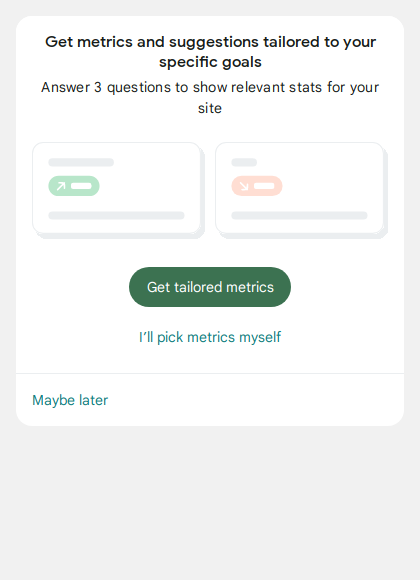 Get metrics and suggestions tailored to your
specific goals
Answer 3 questions to show relevant stats for your
site
Get tailored metrics
I’ll pick metrics myself
Maybe later